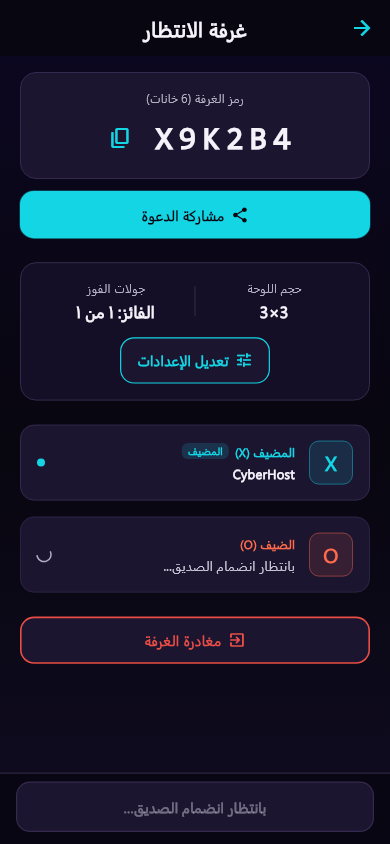 غرفة الانتظار
رمز الغرفة (6 خانات)
X9K2B4
مشاركة الدعوة
حجم اللوحة
3×3
جولات الفوز
الفائز: ١ من ١
تعديل الإعدادات
X
المضيف (X) المضيف
CyberHost
O
الضيف (O)
بانتظار انضمام الصديق...
مغادرة الغرفة
بانتظار انضمام الصديق...